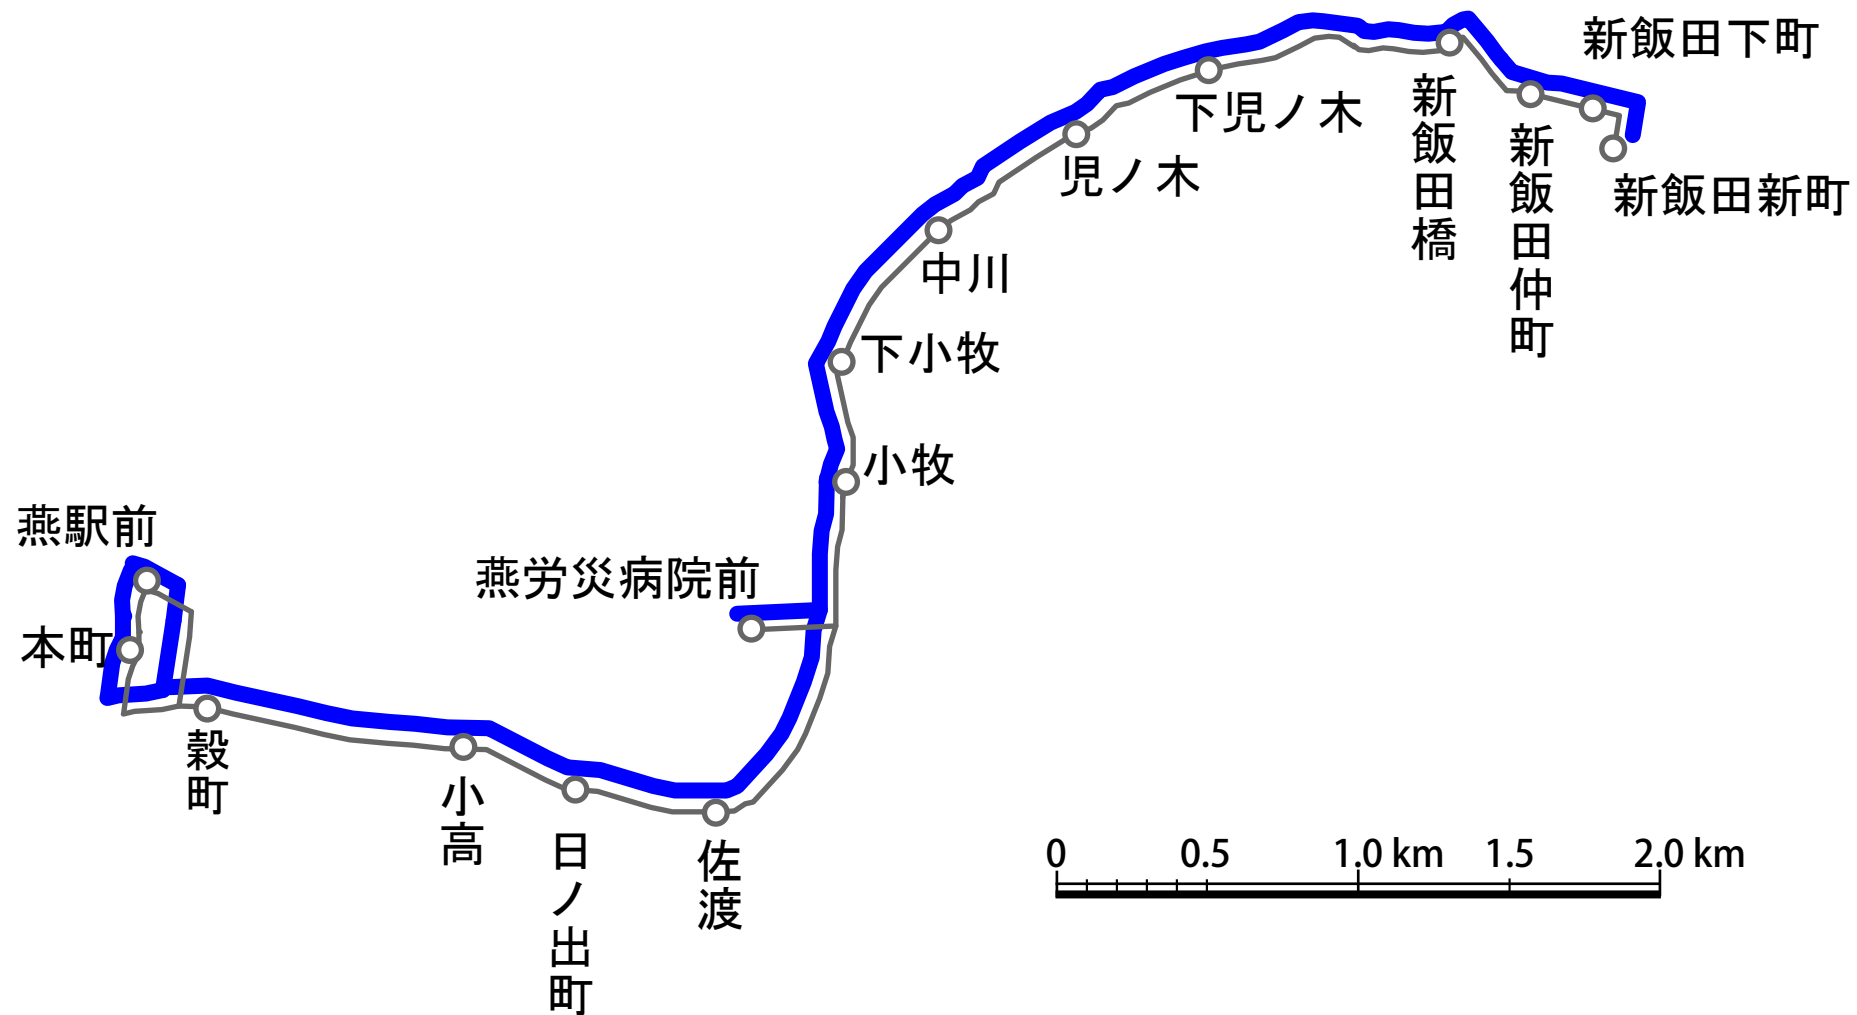 新飯田下町
新飯田新町
新飯田仲町
新飯田橋
下児ノ木
児ノ木
中川
下小牧
小牧
燕労災病院前
燕駅前
本町
穀町
小高
日ノ出町
佐渡
0 0.5 1.0 km 1.5 2.0 km